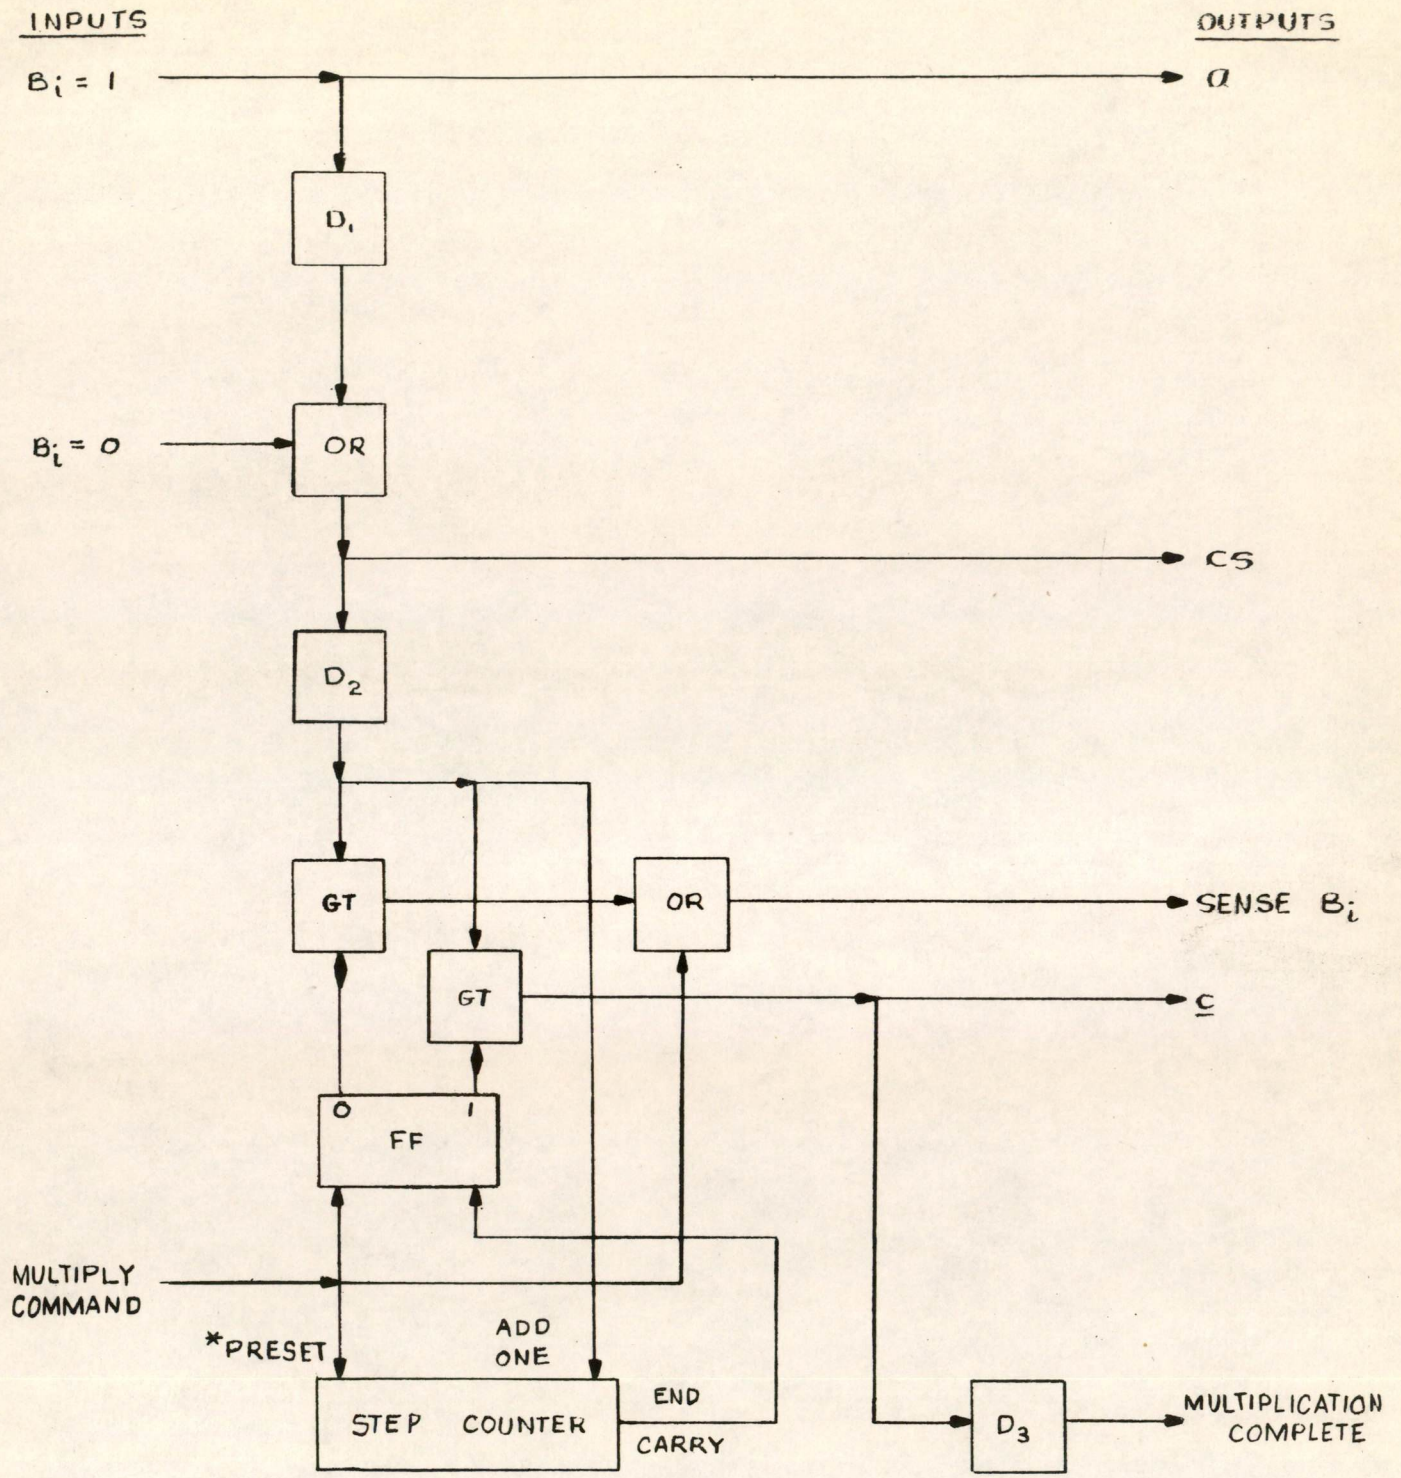 INPUTS
OUTPUTS
Bi = 1
a
D1
Bi = 0
OR
CS
D2
GT
OR
SENSE Bi
GT
c
0 1
FF
MULTIPLY
COMMAND
*PRESET
ADD
ONE
END
CARRY
STEP COUNTER
D3
MULTIPLICATION
COMPLETE